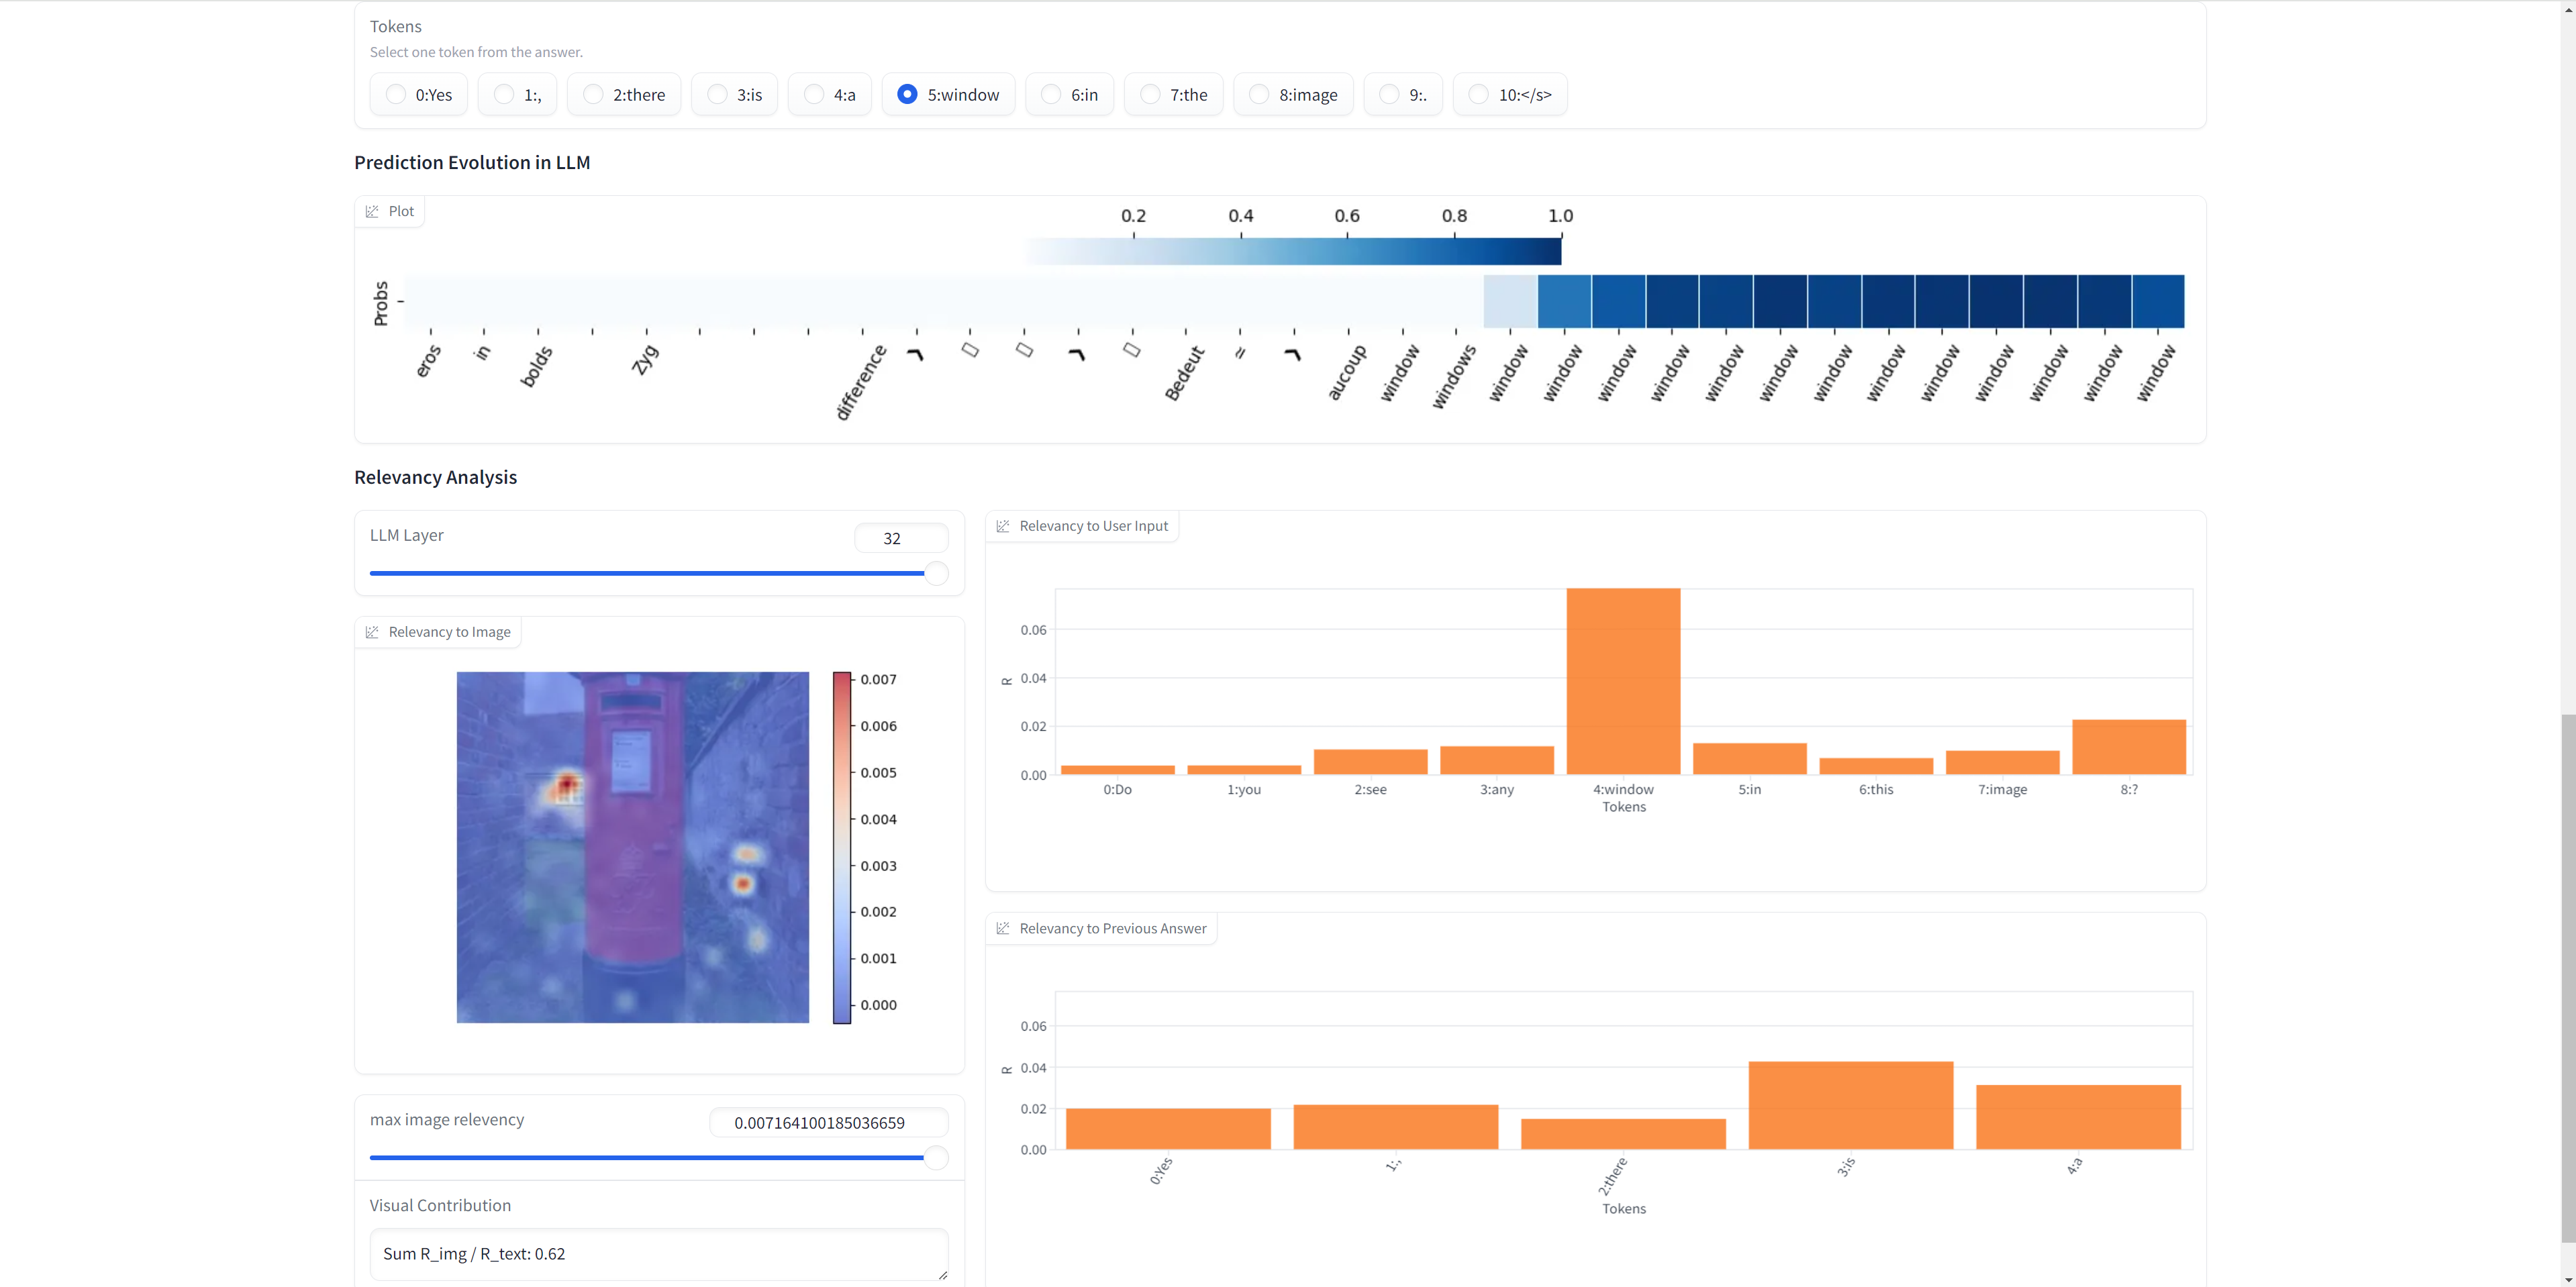 Tokens
Select one token from the answer.
0:Yes 1:, 2:there 3:is 4:a 5:window 6:in 7:the 8:image 9:. 10:</s>
Prediction Evolution in LLM
Plot
0.2 0.4 0.6 0.8 1.0
Probs
eros in bolds Zyg difference ¬ ▯ ▯ ¬ ▯ Bedeut = ¬ aucoup window windows window window window window window window window window window window window window window
Relevancy Analysis
LLM Layer
32
Relevancy to Image
0.007
0.006
0.005
0.004
0.003
0.002
0.001
0.000
max image relevency
0.007164100185036659
Visual Contribution
Sum R_img / R_text: 0.62
Relevancy to User Input
R
0.06
0.04
0.02
0.00
0:Do 1:you 2:see 3:any 4:window 5:in 6:this 7:image 8:?
Tokens
Relevancy to Previous Answer
R
0.06
0.04
0.02
0.00
0:Yes 1:, 2:there 3:is 4:a
Tokens